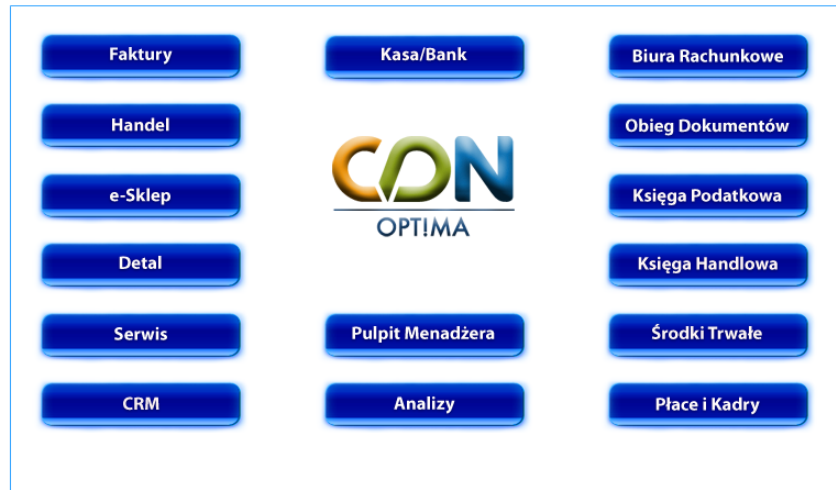 Faktury
Kasa/Bank
Biura Rachunkowe
Handel
Obieg Dokumentów
CDN
OPT!MA
e-Sklep
Księga Podatkowa
Detal
Księga Handlowa
Serwis
Pulpit Menadżera
Środki Trwałe
CRM
Analizy
Płace i Kadry